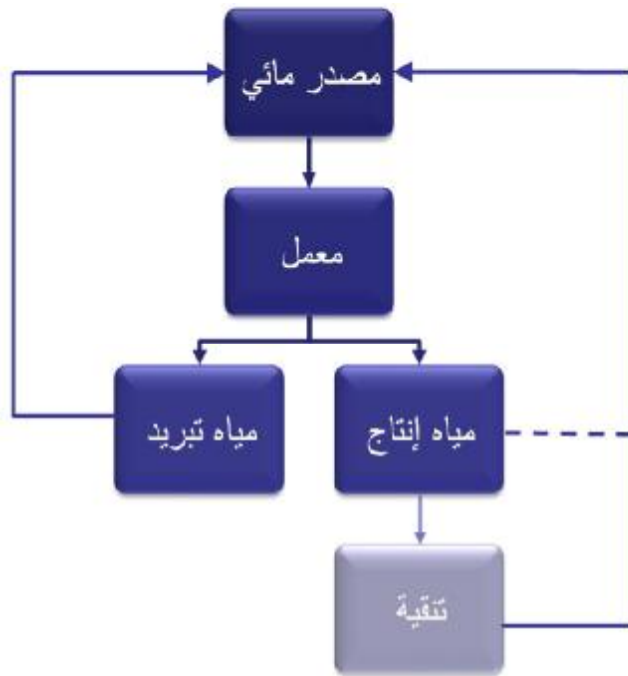 مصدر مائي
معمل
مياه إنتاج
مياه تبريد
تنقية